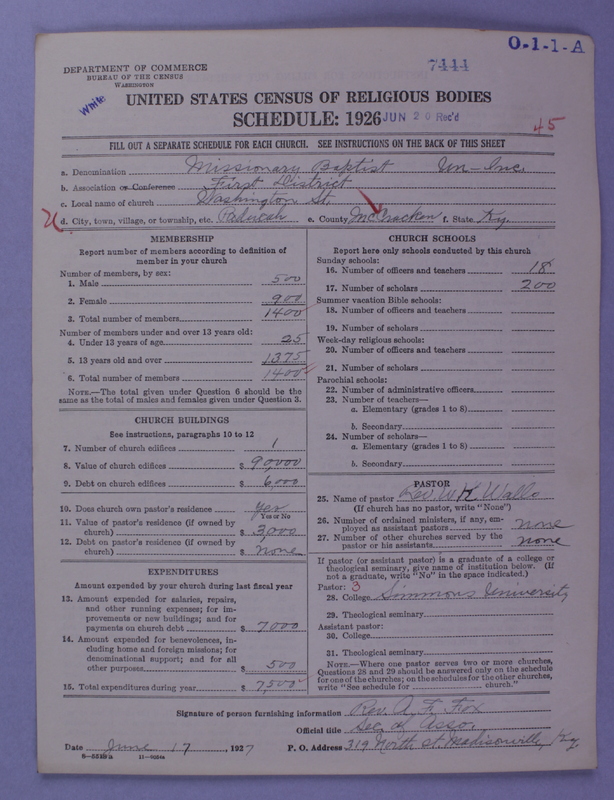 O-1-1-A
7444
DEPARTMENT OF COMMERCE
BUREAU OF THE CENSUS
WASHINGTON
White
UNITED STATES CENSUS OF RELIGIOUS BODIES
SCHEDULE: 1926
JUN 20 Rec'd
45
FILL OUT A SEPARATE SCHEDULE FOR EACH CHURCH. SEE INSTRUCTIONS ON THE BACK OF THIS SHEET
a. Denomination Missionary Baptist Un-Inc.
b. Association or Conference First District
c. Local name of church Washington St.
d. City, town, village, or township, etc. Paducah e. County McCracken f. State Ky.
MEMBERSHIP
Report number of members according to definition of
member in your church
Number of members, by sex:
1. Male 500
2. Female 900
3. Total number of members 1400
Number of members under and over 13 years old:
4. Under 13 years of age 25
5. 13 years old and over 1375
6. Total number of members 1400
NOTE.—The total given under Question 6 should be the
same as the total of males and females given under Question 3.
CHURCH BUILDINGS
See instructions, paragraphs 10 to 12
7. Number of church edifices 1
8. Value of church edifices $ 90,000
9. Debt on church edifices $ 6,000
10. Does church own pastor's residence Yes
Yes or No
11. Value of pastor's residence (if owned by
church) $ 3,000
12. Debt on pastor's residence (if owned by
church) $ None
EXPENDITURES
Amount expended by your church during last fiscal year
13. Amount expended for salaries, repairs,
and other running expenses; for im-
provements or new buildings; and for
payments on church debt $ 7000
14. Amount expended for benevolences, in-
cluding home and foreign missions; for
denominational support; and for all
other purposes $ 500
15. Total expenditures during year $ 7500
CHURCH SCHOOLS
Report here only schools conducted by this church
Sunday schools:
16. Number of officers and teachers 18
17. Number of scholars 200
Summer vacation Bible schools:
18. Number of officers and teachers
19. Number of scholars
Week-day religious schools:
20. Number of officers and teachers
21. Number of scholars
Parochial schools:
22. Number of administrative officers
23. Number of teachers—
a. Elementary (grades 1 to 8)
b. Secondary
24. Number of scholars—
a. Elementary (grades 1 to 8)
b. Secondary
PASTOR
25. Name of pastor Rev. W. K. Walls
(If church has no pastor, write "None")
26. Number of ordained ministers, if any, em-
ployed as assistant pastors none
27. Number of other churches served by the
pastor or his assistants none
If pastor (or assistant pastor) is a graduate of a college or
theological seminary, give name of institution below. (If
not a graduate, write "No" in the space indicated.)
Pastor: 3
28. College Simmons University
29. Theological seminary
Assistant pastor:
30. College
31. Theological seminary
NOTE.—Where one pastor serves two or more churches,
Questions 28 and 29 should be answered only on the schedule
for one of the churches; on the schedules for the other churches,
write "See schedule for church."
Signature of person furnishing information Rev. A. F. Fox
Official title Sec. of Asso.
Date June 17, 1927 P. O. Address 319 North St. Madisonville, Ky